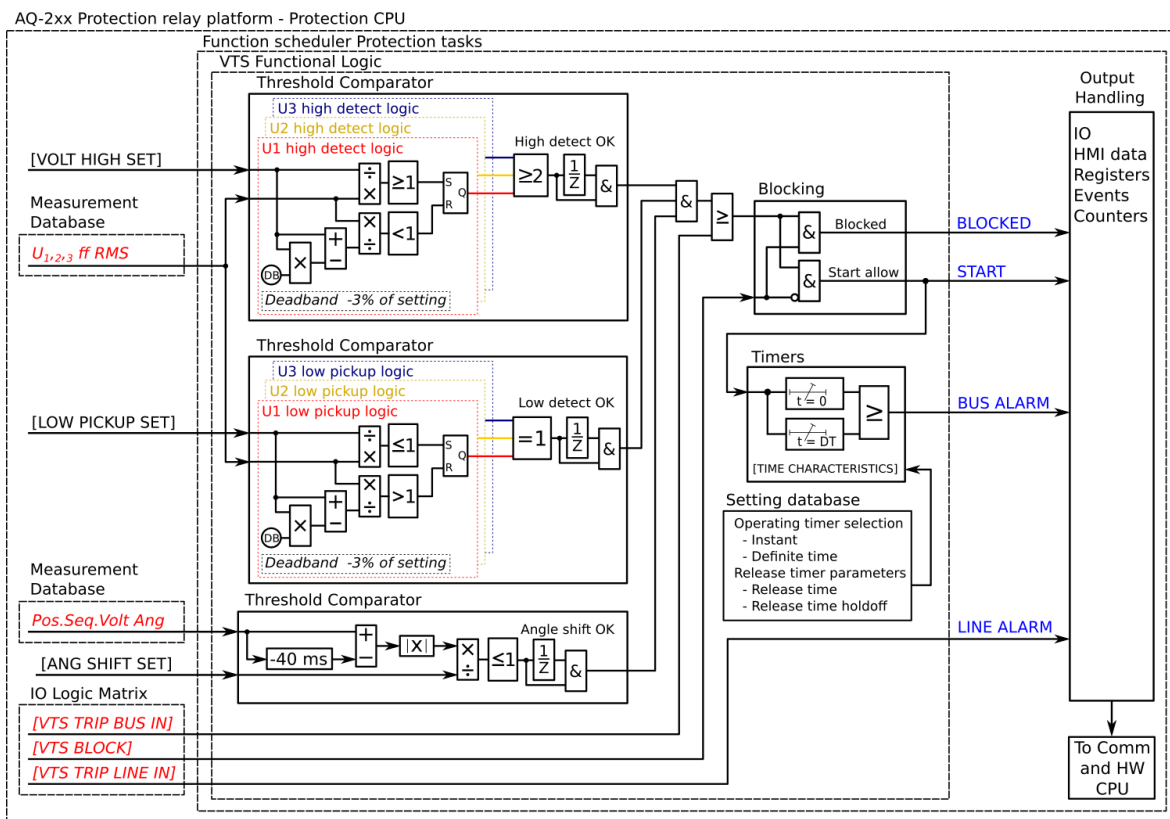 AQ-2xx Protection relay platform - Protection CPU
Function scheduler Protection tasks
VTS Functional Logic
Threshold Comparator
U3 high detect logic
U2 high detect logic
U1 high detect logic
[VOLT HIGH SET]
÷
×
≥1
S
R
Q
×
÷
<1
+
−
×
DB
Deadband -3% of setting
≥2
High detect OK
1
Z
&
Measurement
Database
U1,2,3 ff RMS
Threshold Comparator
U3 low pickup logic
U2 low pickup logic
U1 low pickup logic
[LOW PICKUP SET]
÷
×
≤1
S
R
Q
×
÷
>1
+
−
×
DB
Deadband -3% of setting
=1
Low detect OK
1
Z
&
Measurement
Database
Pos.Seq.Volt Ang
[ANG SHIFT SET]
Threshold Comparator
-40 ms
+
−
|X|
×
÷
≤1
Angle shift OK
1
Z
&
IO Logic Matrix
[VTS TRIP BUS IN]
[VTS BLOCK]
[VTS TRIP LINE IN]
&
≥
Blocking
&
Blocked
&
Start allow
Timers
t = 0
t = DT
≥
[TIME CHARACTERISTICS]
Setting database
Operating timer selection
- Instant
- Definite time
Release timer parameters
- Release time
- Release time holdoff
BLOCKED
START
BUS ALARM
LINE ALARM
Output
Handling
IO
HMI data
Registers
Events
Counters
To Comm
and HW
CPU